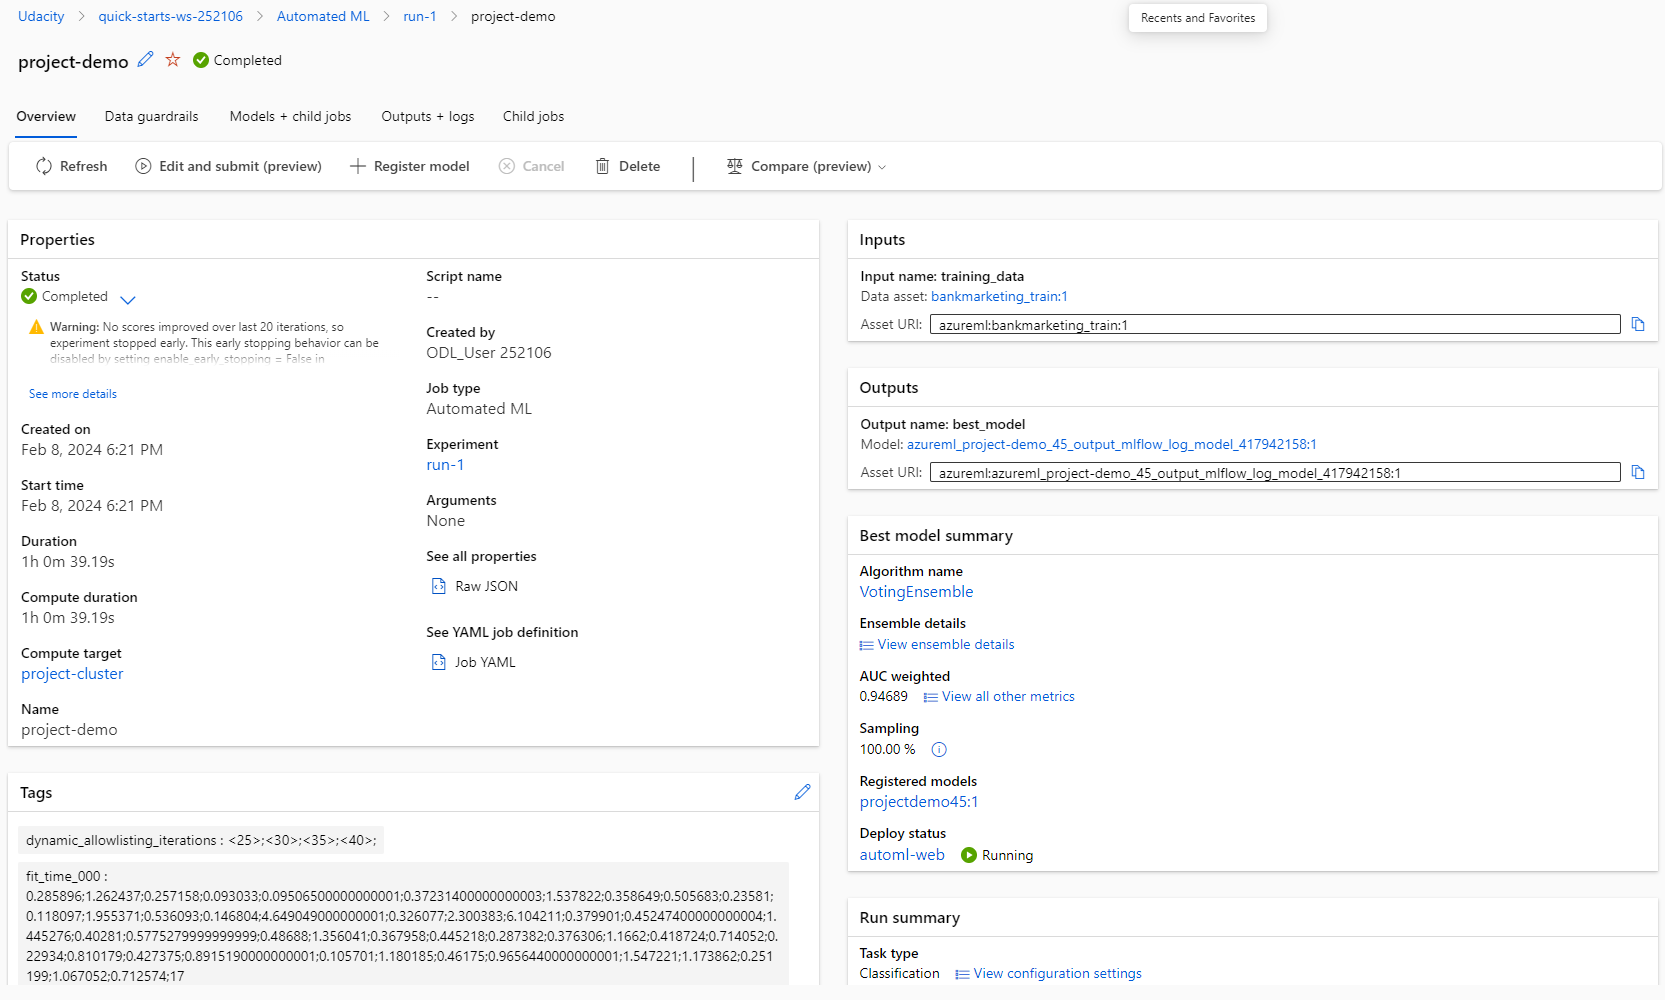 Udacity > quick-starts-ws-252106 > Automated ML > run-1 > project-demo
Recents and Favorites
project-demo Completed
Overview Data guardrails Models + child jobs Outputs + logs Child jobs
Refresh Edit and submit (preview) Register model Cancel Delete Compare (preview)
Properties
Status
Completed
Warning: No scores improved over last 20 iterations, so
experiment stopped early. This early stopping behavior can be
disabled by setting enable_early_stopping = False in
See more details
Created on
Feb 8, 2024 6:21 PM
Start time
Feb 8, 2024 6:21 PM
Duration
1h 0m 39.19s
Compute duration
1h 0m 39.19s
Compute target
project-cluster
Name
project-demo
Script name
--
Created by
ODL_User 252106
Job type
Automated ML
Experiment
run-1
Arguments
None
See all properties
Raw JSON
See YAML job definition
Job YAML
Tags
dynamic_allowlisting_iterations : <25>;<30>;<35>;<40>;
fit_time_000 :
0.285896;1.262437;0.257158;0.093033;0.09506500000000001;0.37231400000000003;1.537822;0.358649;0.505683;0.23581;
0.118097;1.955371;0.536093;0.146804;4.649049000000001;0.326077;2.300383;6.104211;0.379901;0.45247400000000004;1.
445276;0.40281;0.5775279999999999;0.48688;1.356041;0.367958;0.445218;0.287382;0.376306;1.1662;0.418724;0.714052;0.
22934;0.810179;0.427375;0.8915190000000001;0.105701;1.180185;0.46175;0.9656440000000001;1.547221;1.173862;0.251
199;1.067052;0.712574;17
Inputs
Input name: training_data
Data asset: bankmarketing_train:1
Asset URI: azureml:bankmarketing_train:1
Outputs
Output name: best_model
Model: azureml_project-demo_45_output_mlflow_log_model_417942158:1
Asset URI: azureml:azureml_project-demo_45_output_mlflow_log_model_417942158:1
Best model summary
Algorithm name
VotingEnsemble
Ensemble details
View ensemble details
AUC weighted
0.94689 View all other metrics
Sampling
100.00 %
Registered models
projectdemo45:1
Deploy status
automl-web Running
Run summary
Task type
Classification View configuration settings